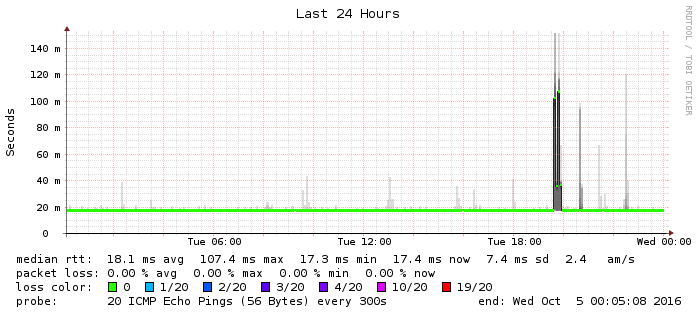 Last 24 Hours
RRDTOOL / TOBI OETIKER
Seconds
140 m
120 m
100 m
80 m
60 m
40 m
20 m
0
Tue 06:00 Tue 12:00 Tue 18:00 Wed 00:00
median rtt: 18.1 ms avg 107.4 ms max 17.3 ms min 17.4 ms now 7.4 ms sd 2.4 am/s
packet loss: 0.00 % avg 0.00 % max 0.00 % min 0.00 % now
loss color: 0 1/20 2/20 3/20 4/20 10/20 19/20
probe: 20 ICMP Echo Pings (56 Bytes) every 300s end: Wed Oct 5 00:05:08 2016